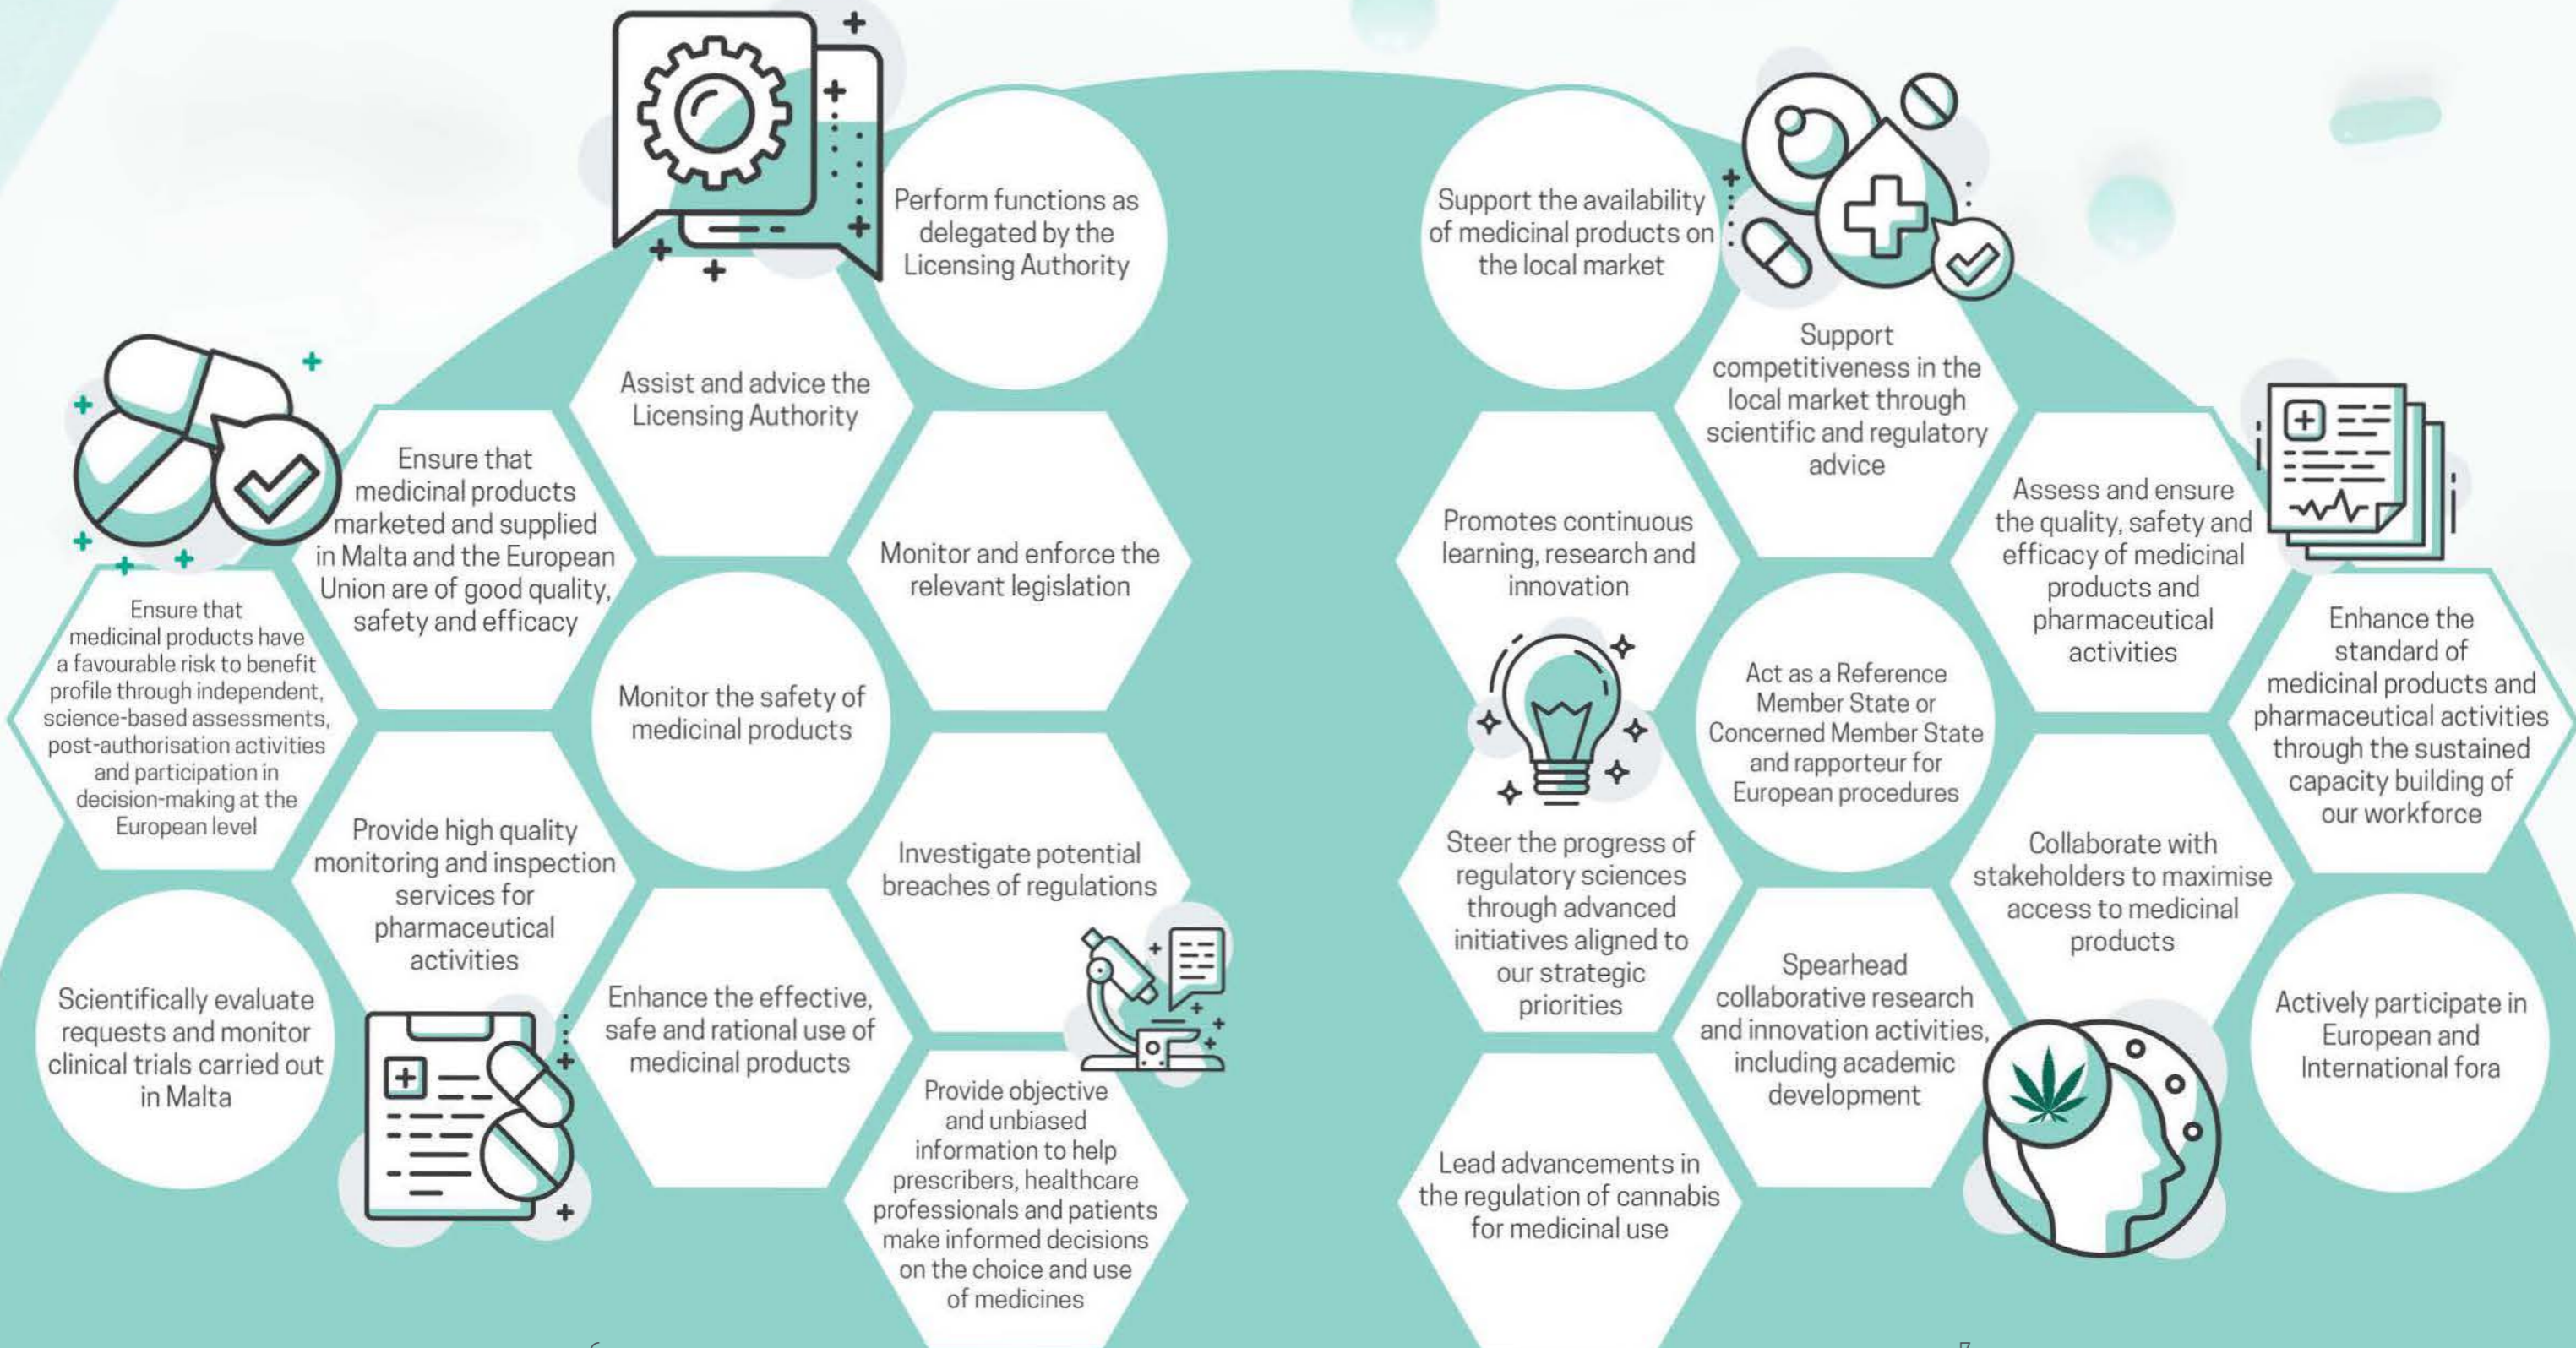 Perform functions as
delegated by the
Licensing Authority
Assist and advice the
Licensing Authority
Ensure that
medicinal products
marketed and supplied
in Malta and the European
Union are of good quality,
safety and efficacy
Monitor and enforce the
relevant legislation
Ensure that
medicinal products have
a favourable risk to benefit
profile through independent,
science-based assessments,
post-authorisation activities
and participation in
decision-making at the
European level
Monitor the safety of
medicinal products
Provide high quality
monitoring and inspection
services for
pharmaceutical
activities
Investigate potential
breaches of regulations
Scientifically evaluate
requests and monitor
clinical trials carried out
in Malta
Enhance the effective,
safe and rational use of
medicinal products
Provide objective
and unbiased
information to help
prescribers, healthcare
professionals and patients
make informed decisions
on the choice and use
of medicines
Support the availability
of medicinal products on
the local market
Support
competitiveness in the
local market through
scientific and regulatory
advice
Promotes continuous
learning, research and
innovation
Assess and ensure
the quality, safety and
efficacy of medicinal
products and
pharmaceutical
activities
Enhance the
standard of
medicinal products and
pharmaceutical activities
through the sustained
capacity building of
our workforce
Act as a Reference
Member State or
Concerned Member State
and rapporteur for
European procedures
Steer the progress of
regulatory sciences
through advanced
initiatives aligned to
our strategic
priorities
Collaborate with
stakeholders to maximise
access to medicinal
products
Spearhead
collaborative research
and innovation activities,
including academic
development
Actively participate in
European and
International fora
Lead advancements in
the regulation of cannabis
for medicinal use